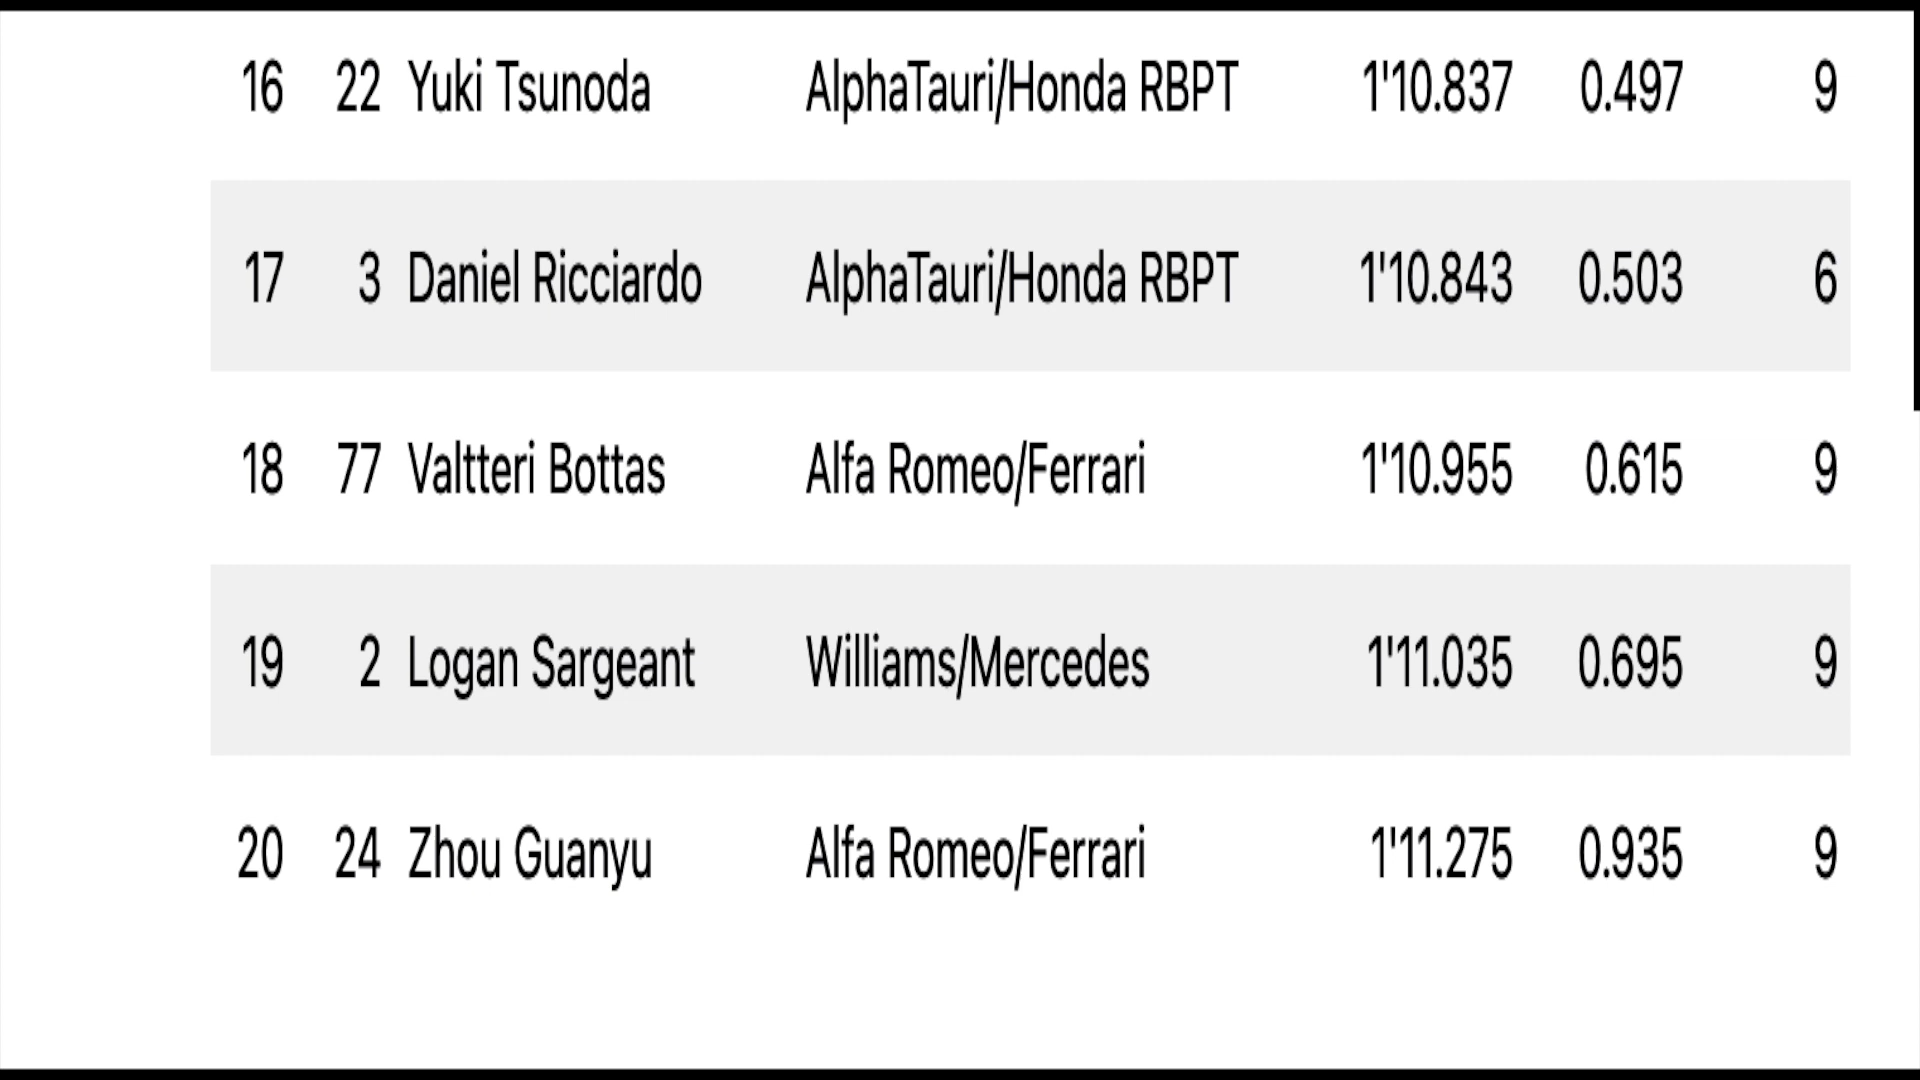 16 22 Yuki Tsunoda AlphaTauri/Honda RBPT 1'10.837 0.497 9
17 3 Daniel Ricciardo AlphaTauri/Honda RBPT 1'10.843 0.503 6
18 77 Valtteri Bottas Alfa Romeo/Ferrari 1'10.955 0.615 9
19 2 Logan Sargeant Williams/Mercedes 1'11.035 0.695 9
20 24 Zhou Guanyu Alfa Romeo/Ferrari 1'11.275 0.935 9